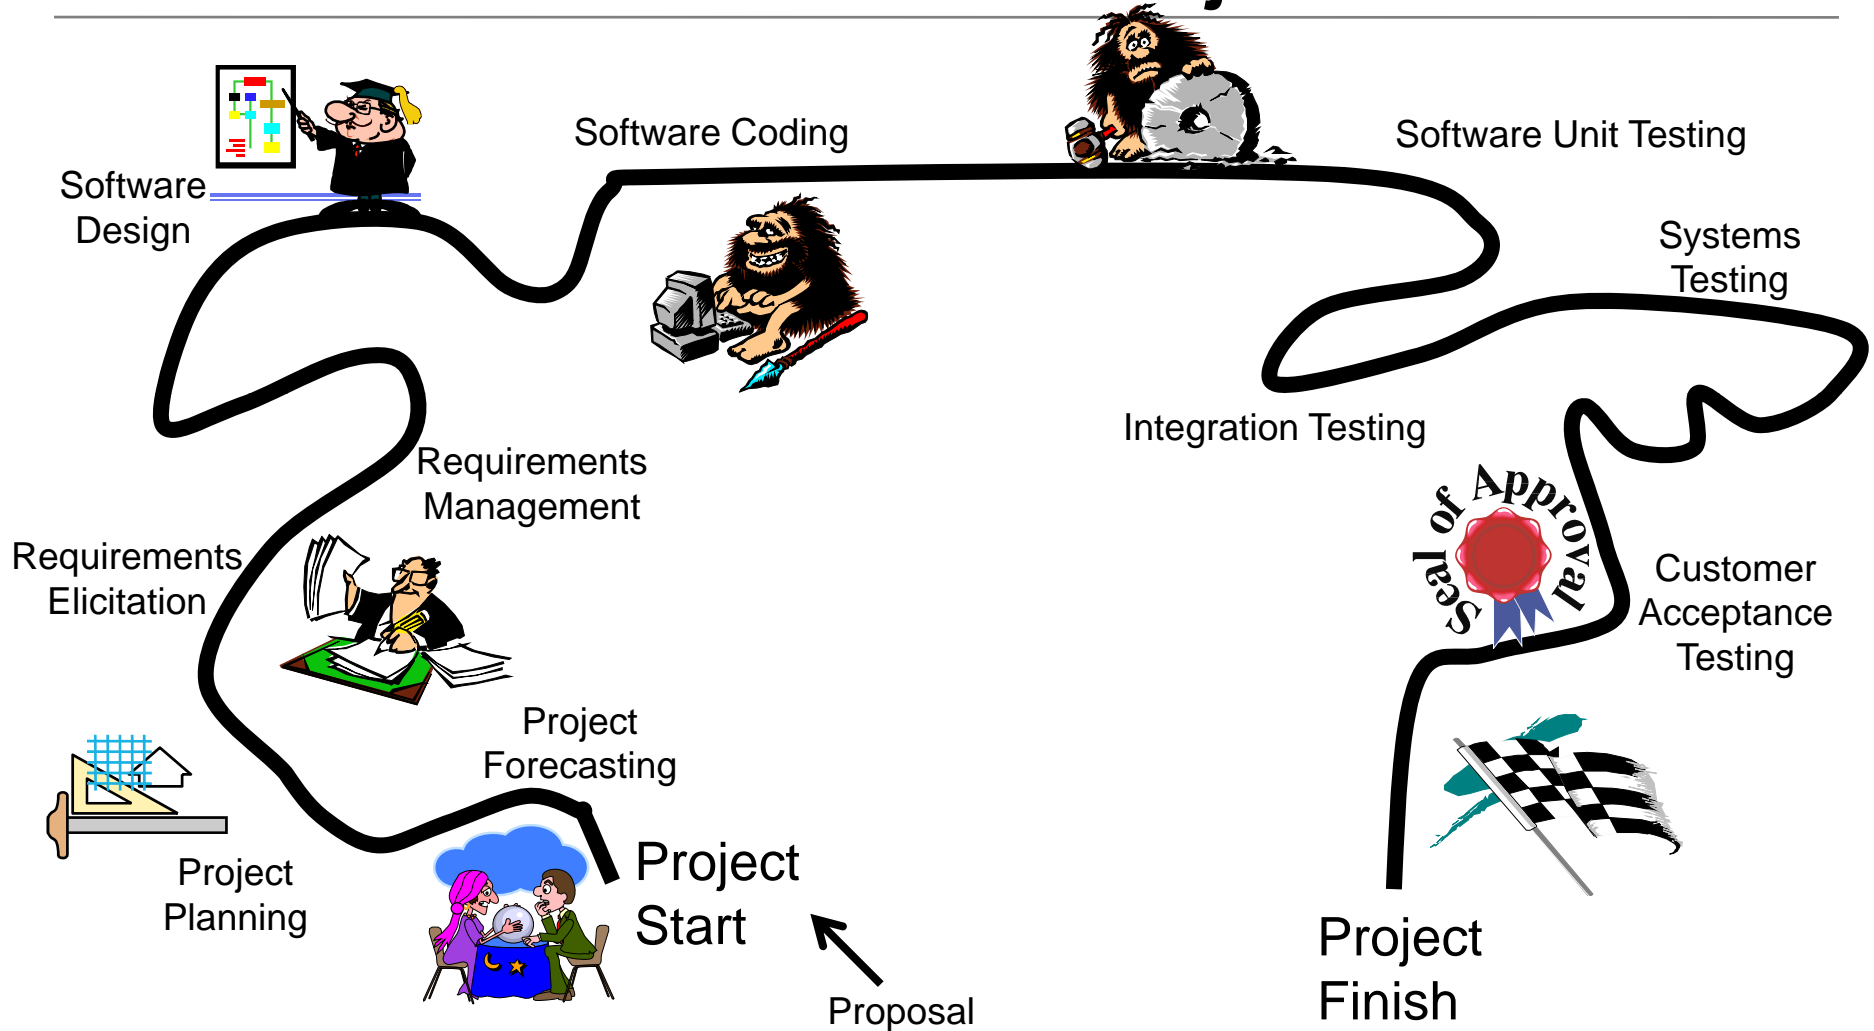 Software Coding
Software Unit Testing
Software
Design
Systems
Testing
Integration Testing
Requirements
Management
Seal of Approval
Requirements
Elicitation
Customer
Acceptance
Testing
Project
Forecasting
Project
Planning
Project
Start
Project
Finish
Proposal